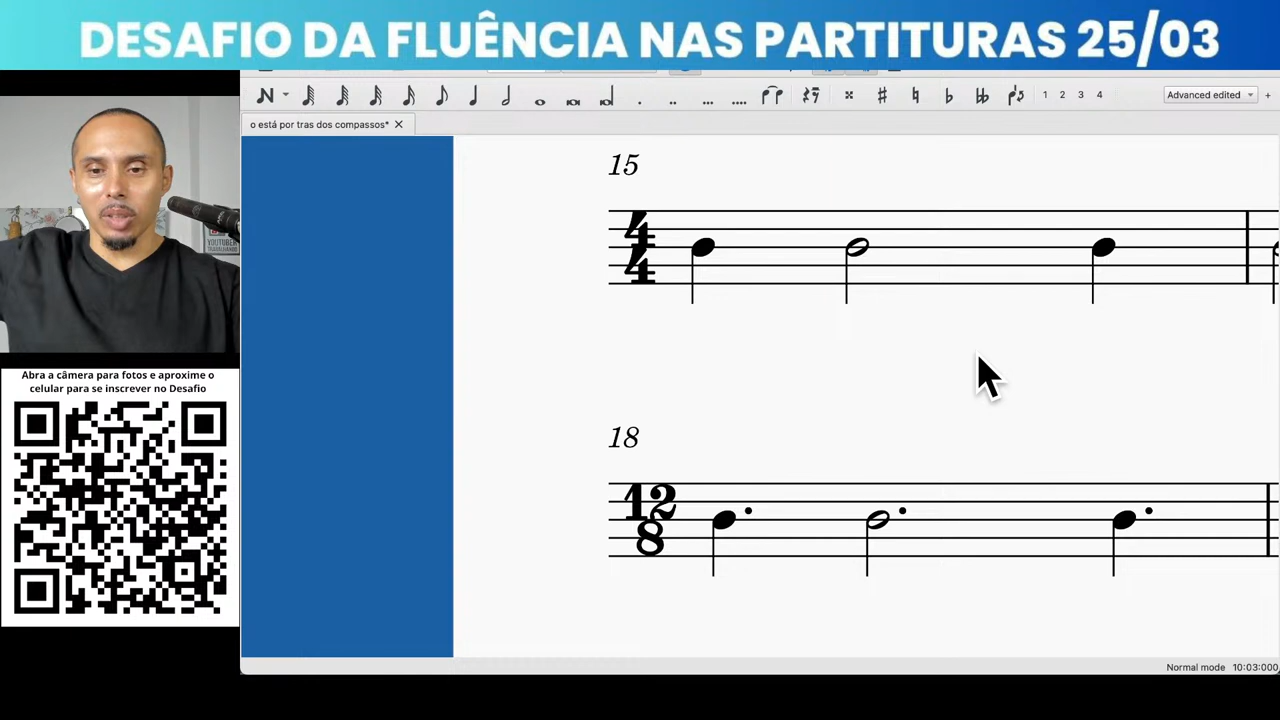 DESAFIO DA FLUÊNCIA NAS PARTITURAS 25/03
1 2 3 4
Advanced edited
+
o está por tras dos compassos*
15
4
4
YOUTUBER
TRABALHANDO
Abra a câmera para fotos e aproxime o
celular para se inscrever no Desafio
18
12
8
Normal mode 10:03:000